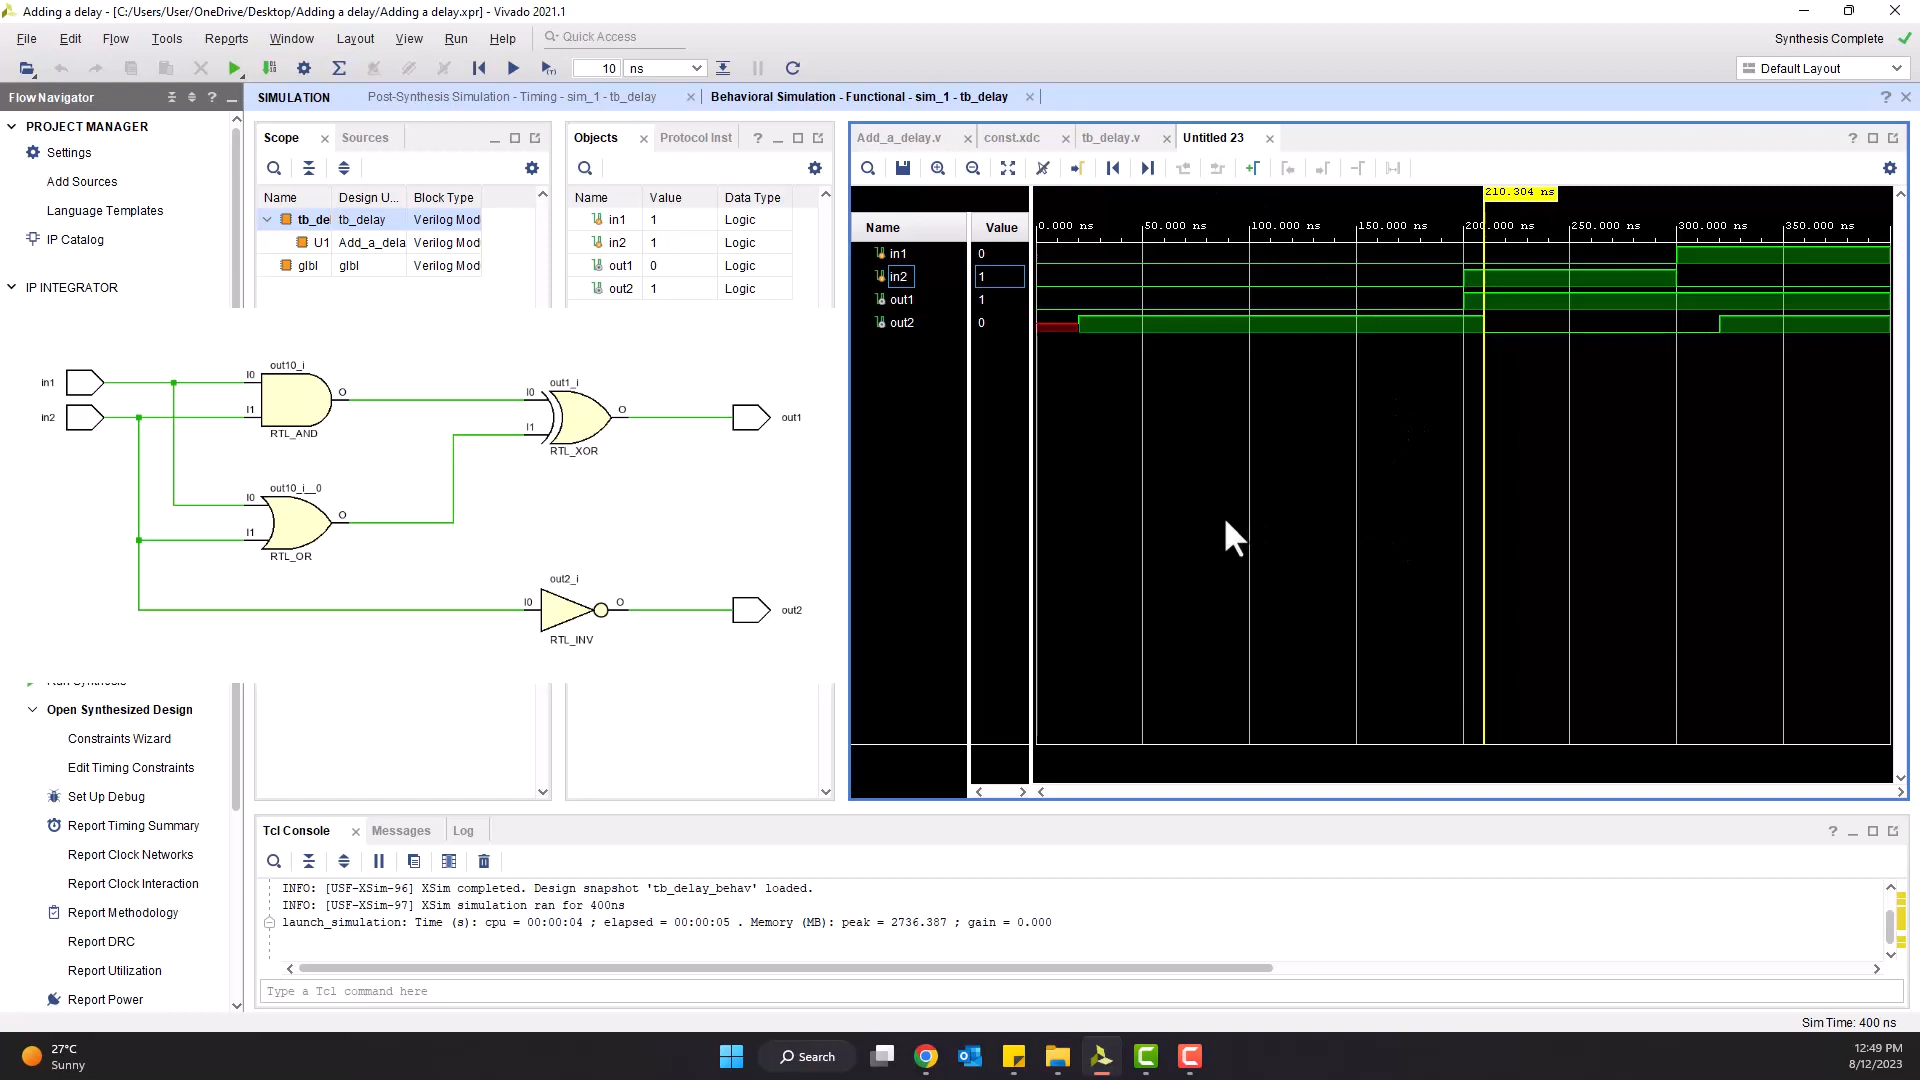 Adding a delay - [C:/Users/User/OneDrive/Desktop/Adding a delay/Adding a delay.xpr] - Vivado 2021.1
File Edit Flow Tools Reports Window Layout View Run Help Quick Access
Synthesis Complete
10 ns
Default Layout
Flow Navigator
SIMULATION
Post-Synthesis Simulation - Timing - sim_1 - tb_delay
Behavioral Simulation - Functional - sim_1 - tb_delay
PROJECT MANAGER
Settings
Add Sources
Language Templates
IP Catalog
IP INTEGRATOR
Scope Sources
Name Design U... Block Type
tb_del tb_delay Verilog Mod
U1 Add_a_dela Verilog Mod
glbl glbl Verilog Mod
Objects Protocol Inst
Name Value Data Type
in1 1 Logic
in2 1 Logic
out1 0 Logic
out2 1 Logic
Add_a_delay.v const.xdc tb_delay.v Untitled 23
210.304 ns
Name Value
0.000 ns 50.000 ns 100.000 ns 150.000 ns 200.000 ns 250.000 ns 300.000 ns 350.000 ns
in1 0
in2 1
out1 1
out2 0
in1
in2
out10_i
I0
I1
O
RTL_AND
out10_i__0
I0
I1
O
RTL_OR
out1_i
I0
I1
O
RTL_XOR
out1
out2_i
I0
O
RTL_INV
out2
Run Synthesis
Open Synthesized Design
Constraints Wizard
Edit Timing Constraints
Set Up Debug
Report Timing Summary
Report Clock Networks
Report Clock Interaction
Report Methodology
Report DRC
Report Utilization
Report Power
Tcl Console Messages Log
INFO: [USF-XSim-96] XSim completed. Design snapshot 'tb_delay_behav' loaded.
INFO: [USF-XSim-97] XSim simulation ran for 400ns
launch_simulation: Time (s): cpu = 00:00:04 ; elapsed = 00:00:05 . Memory (MB): peak = 2736.387 ; gain = 0.000
Type a Tcl command here
Sim Time: 400 ns
27°C
Sunny
Search
12:49 PM
8/12/2023